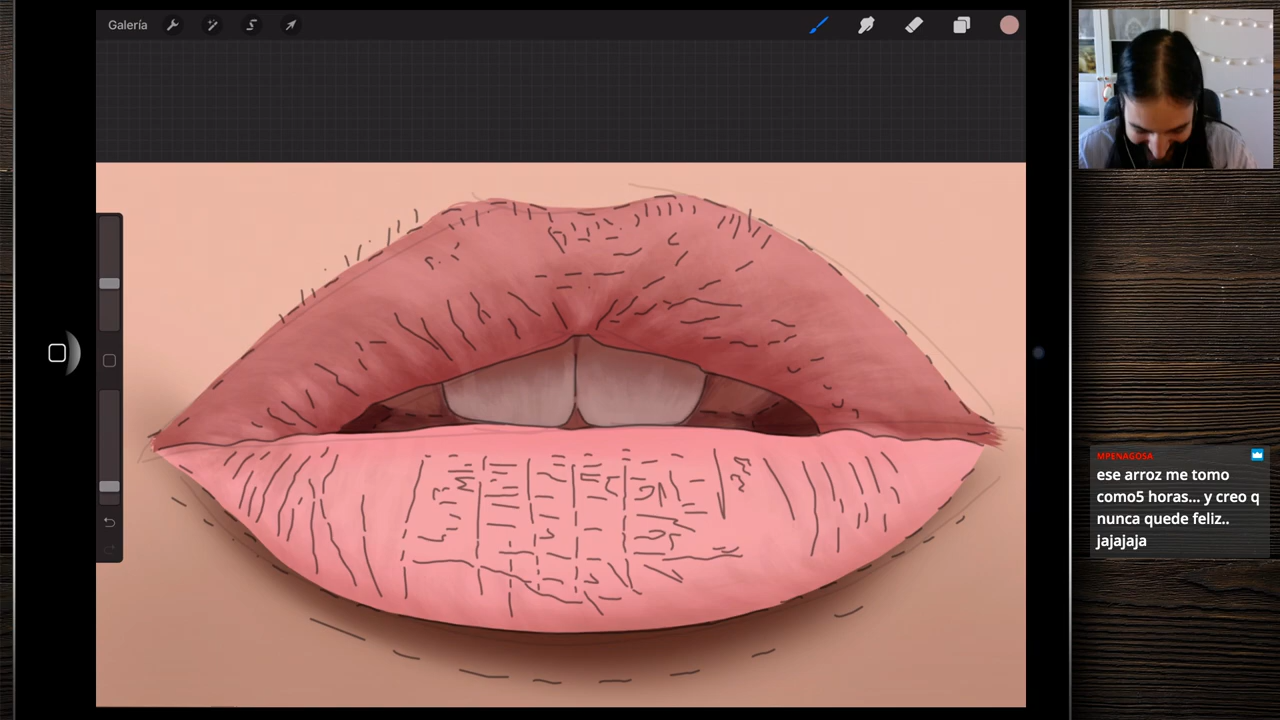 Galería
MPENAGOSA
ese arroz me tomo
como5 horas... y creo q
nunca quede feliz..
jajajaja